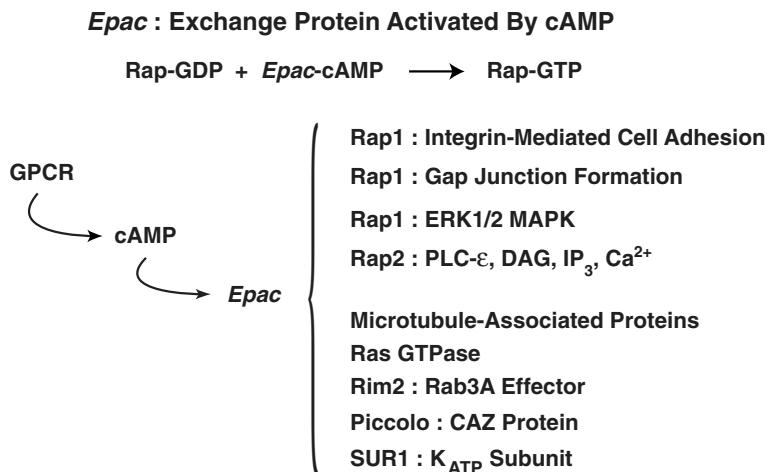 Epac : Exchange Protein Activated By cAMP
Rap-GDP + Epac-cAMP ⟶ Rap-GTP
GPCR
cAMP
Epac
Rap1 : Integrin-Mediated Cell Adhesion
Rap1 : Gap Junction Formation
Rap1 : ERK1/2 MAPK
Rap2 : PLC-ε, DAG, IP₃, Ca²⁺
Microtubule-Associated Proteins
Ras GTPase
Rim2 : Rab3A Effector
Piccolo : CAZ Protein
SUR1 : K_ATP Subunit